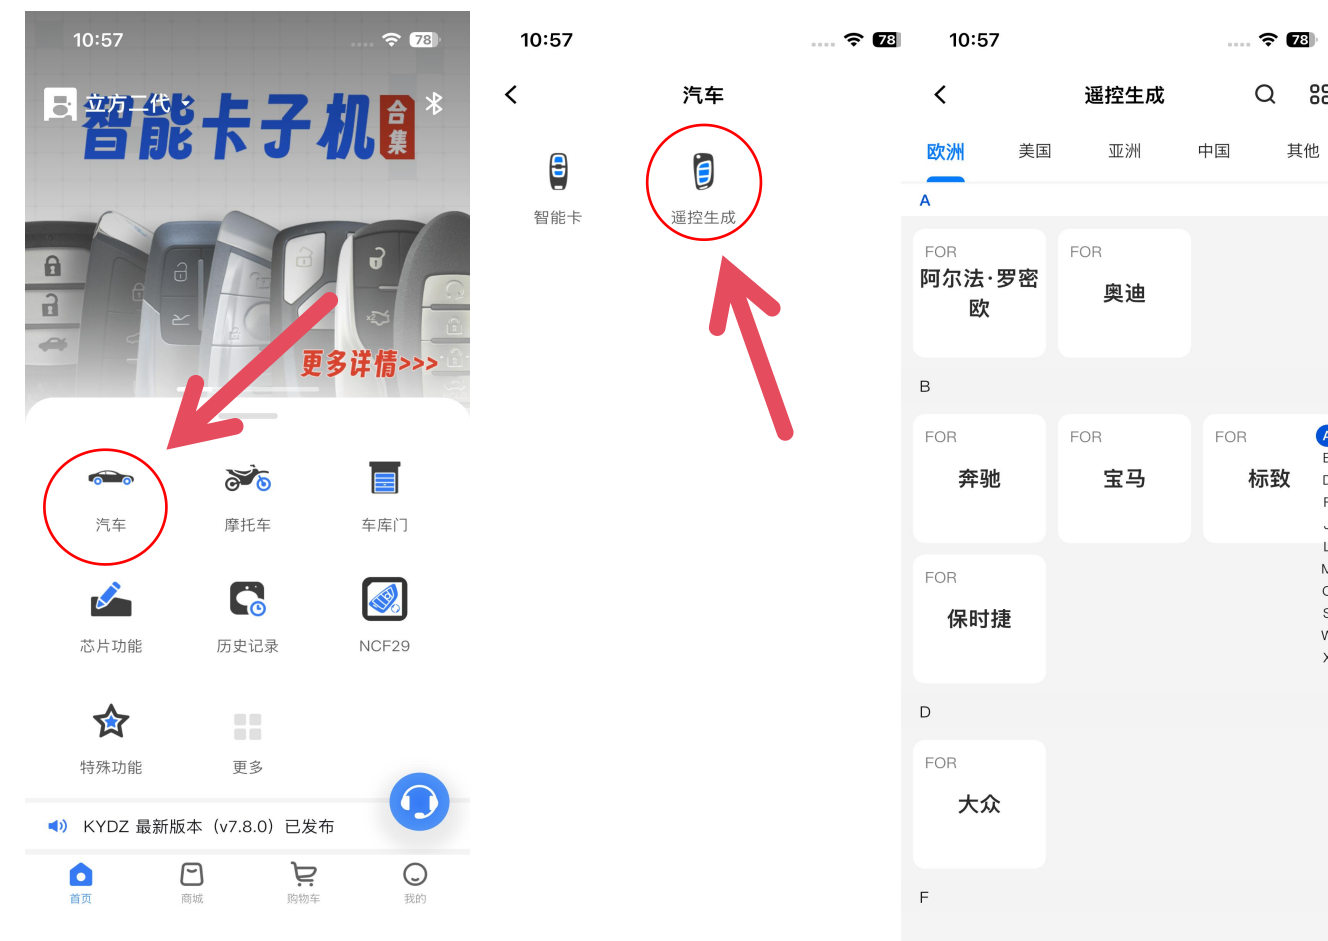 10:57
78
立方二代
智能卡子机
合集
更多详情>>>
汽车
摩托车
车库门
芯片功能
历史记录
NCF29
特殊功能
更多
KYDZ 最新版本（v7.8.0）已发布
首页
商城
购物车
我的
10:57
78
汽车
智能卡
遥控生成
10:57
78
遥控生成
欧洲
美国
亚洲
中国
其他
A
FOR
阿尔法·罗密
欧
FOR
奥迪
B
FOR
奔驰
FOR
宝马
FOR
标致
FOR
保时捷
D
FOR
大众
F